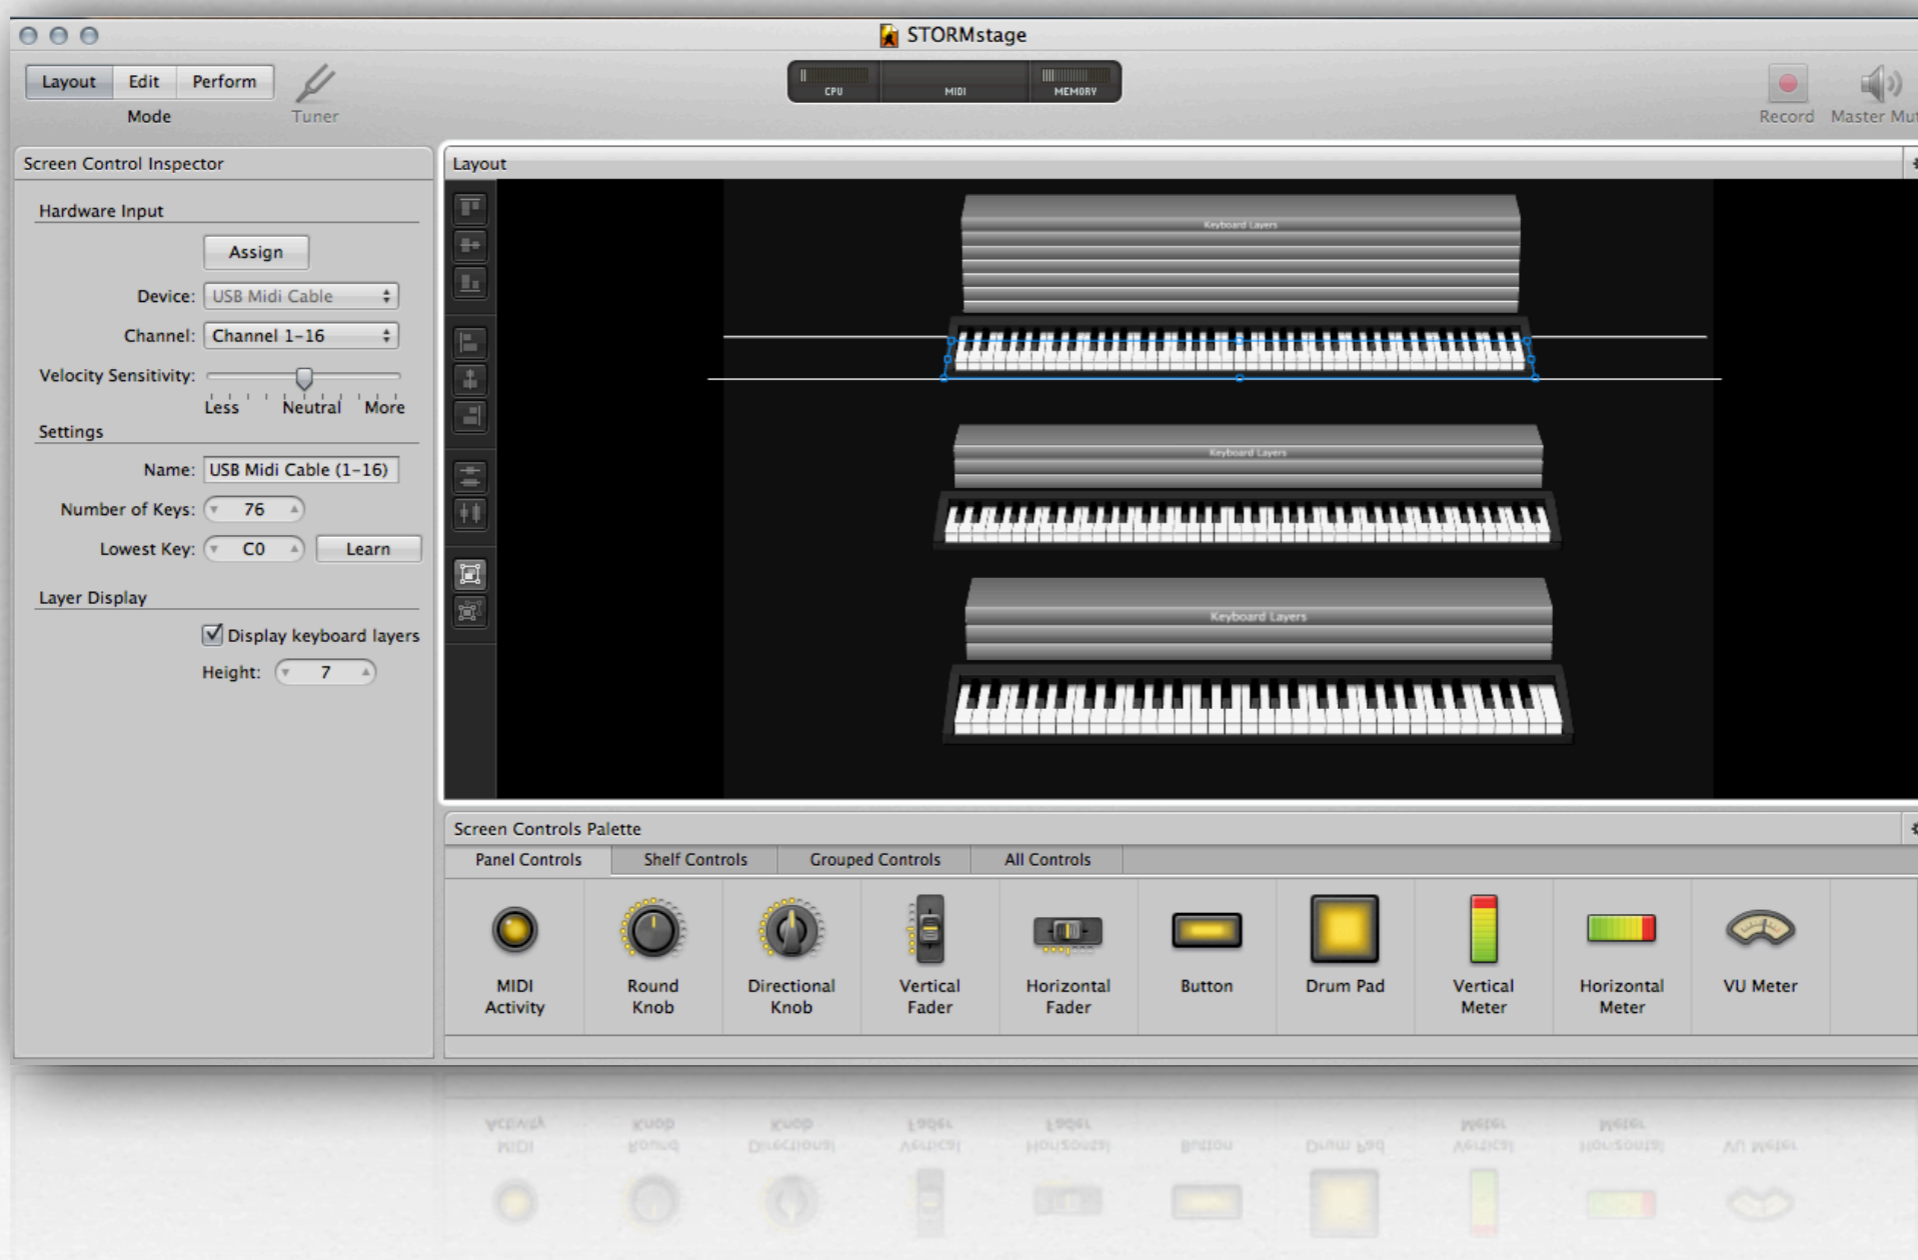 STORMstage
Layout Edit Perform
Mode
Tuner
CPU MIDI MEMORY
Record Master Mut
Screen Control Inspector
Hardware Input
Assign
Device: USB Midi Cable
Channel: Channel 1-16
Velocity Sensitivity:
Less Neutral More
Settings
Name: USB Midi Cable (1-16)
Number of Keys: 76
Lowest Key: C0 Learn
Layer Display
Display keyboard layers
Height: 7
Layout
Keyboard Layers
Keyboard Layers
Keyboard Layers
Screen Controls Palette
Panel Controls Shelf Controls Grouped Controls All Controls
MIDI
Activity
Round
Knob
Directional
Knob
Vertical
Fader
Horizontal
Fader
Button
Drum Pad
Vertical
Meter
Horizontal
Meter
VU Meter